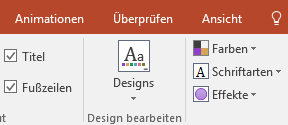 Animationen Überprüfen Ansicht
Titel
Fußzeilen
Aa
Designs
Farben
A Schriftarten
Effekte
Design bearbeiten